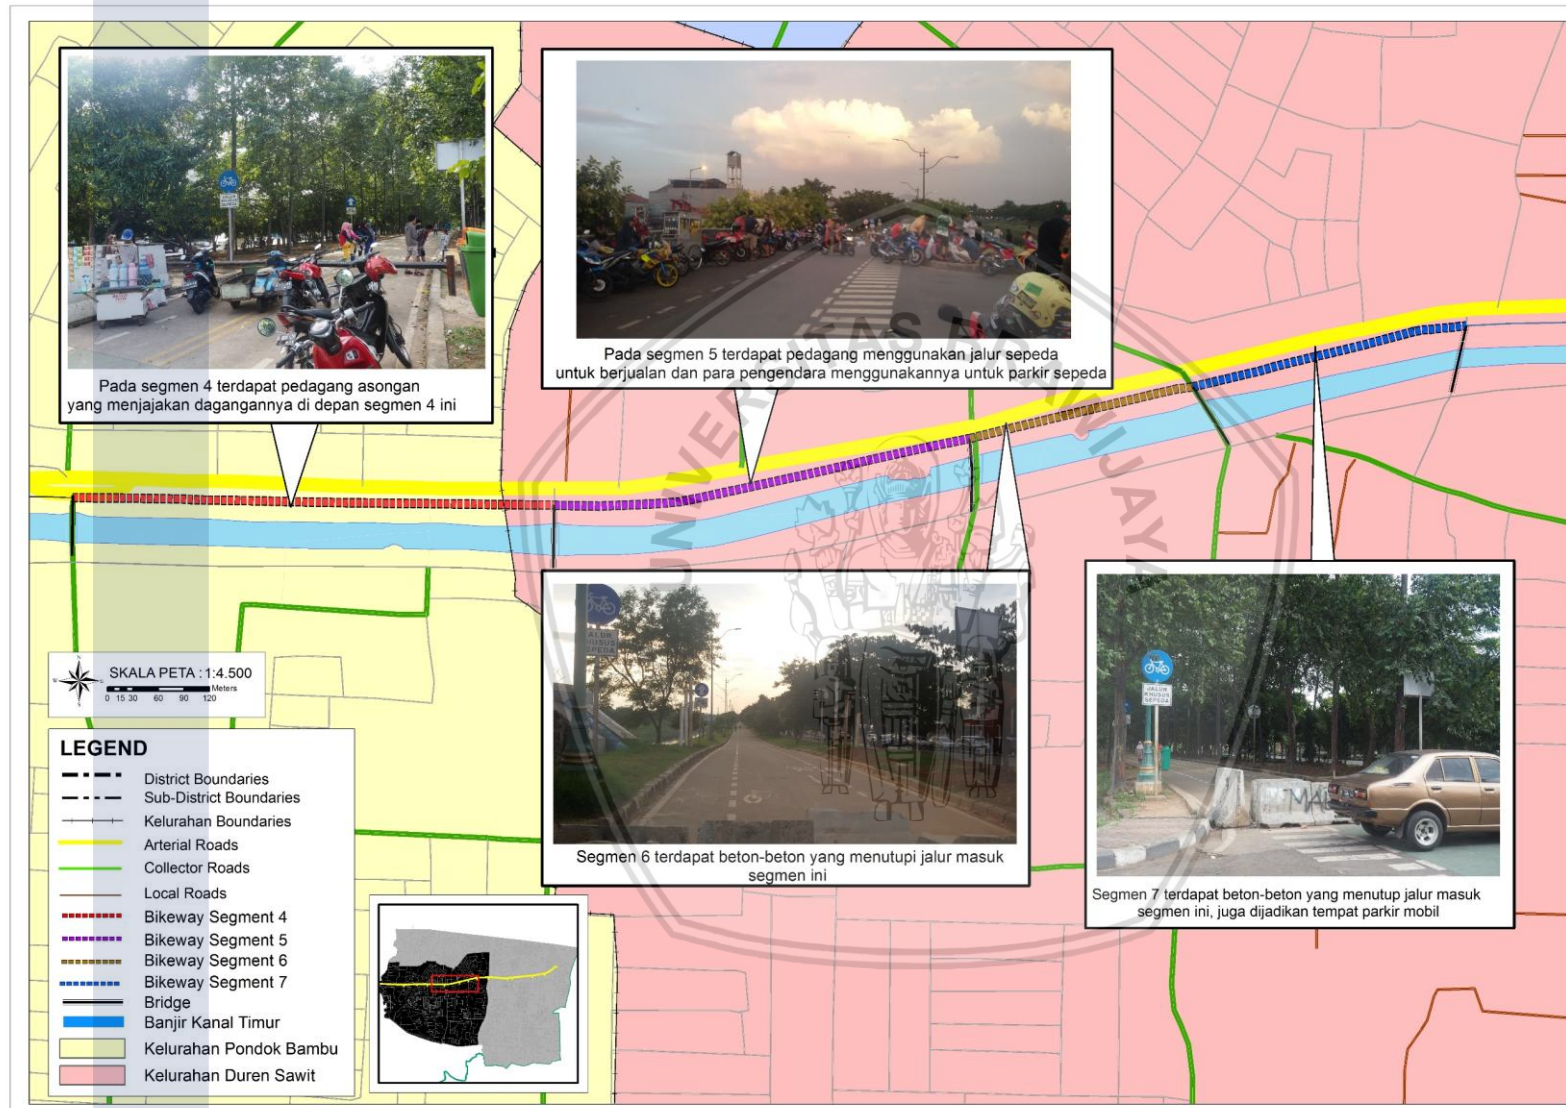 Pada segmen 4 terdapat pedagang asongan
yang menjajakan dagangannya di depan segmen 4 ini
Pada segmen 5 terdapat pedagang menggunakan jalur sepeda
untuk berjualan dan para pengendara menggunakannya untuk parkir sepeda
UNIVERSITAS BRAWIJAYA
JALUR
KHUSUS
SEPEDA
Segmen 6 terdapat beton-beton yang menutupi jalur masuk
segmen ini
JALUR
KHUSUS
SEPEDA
Segmen 7 terdapat beton-beton yang menutup jalur masuk
segmen ini, juga dijadikan tempat parkir mobil
SKALA PETA : 1:4.500
Meters
0 15 30 60 90 120
LEGEND
District Boundaries
Sub-District Boundaries
Kelurahan Boundaries
Arterial Roads
Collector Roads
Local Roads
Bikeway Segment 4
Bikeway Segment 5
Bikeway Segment 6
Bikeway Segment 7
Bridge
Banjir Kanal Timur
Kelurahan Pondok Bambu
Kelurahan Duren Sawit